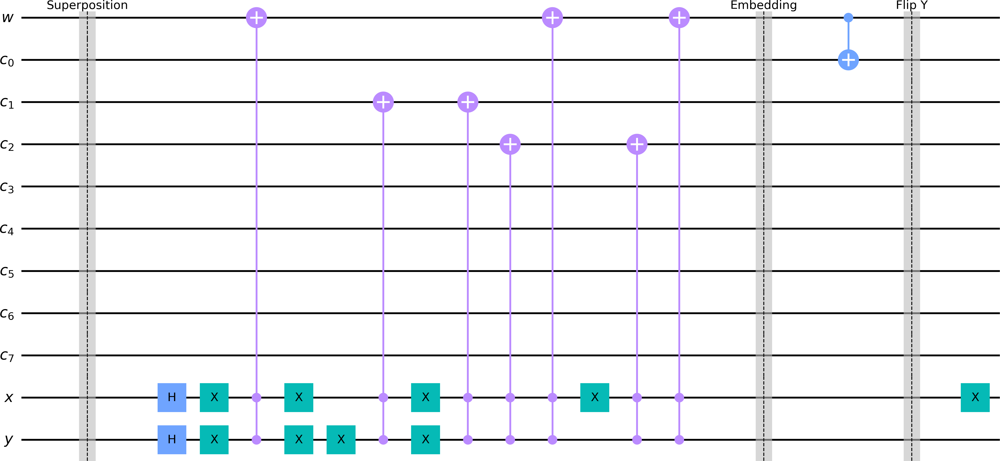 Superposition Embedding Flip Y
w
c0
c1
c2
c3
c4
c5
c6
c7
x H X X X X X
y H X X X X